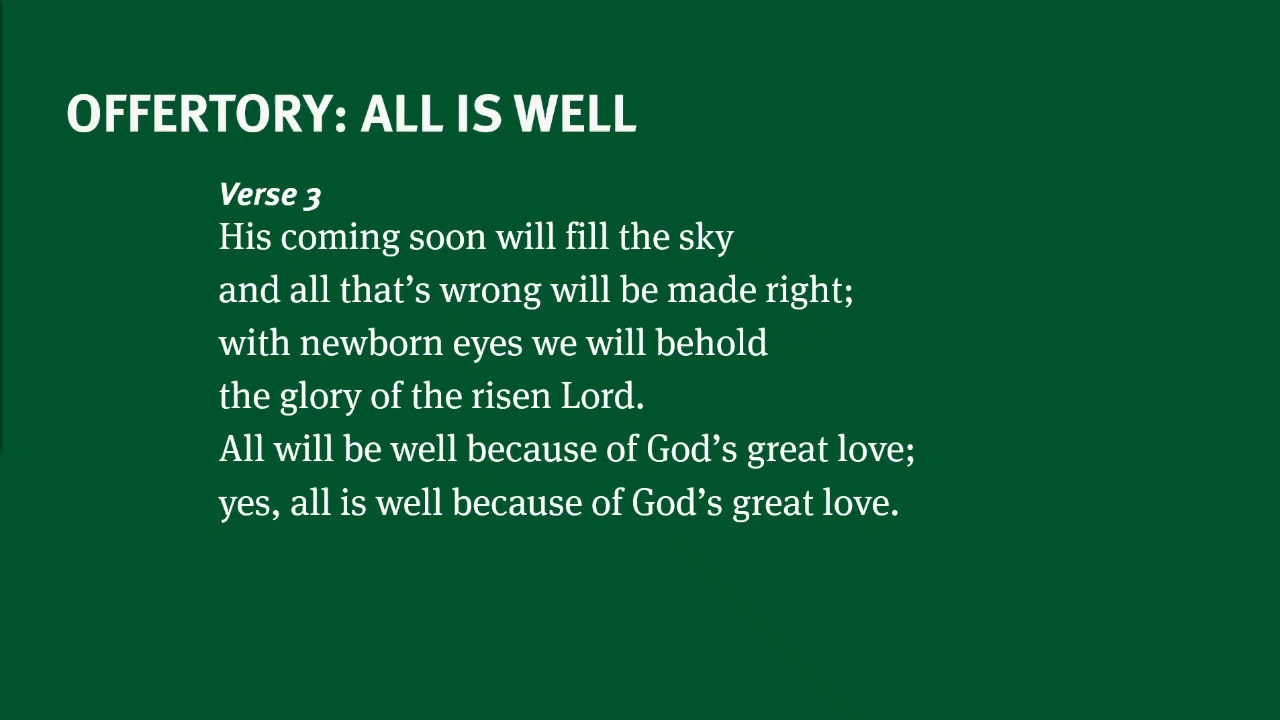 OFFERTORY: ALL IS WELL
Verse 3
His coming soon will fill the sky
and all that’s wrong will be made right;
with newborn eyes we will behold
the glory of the risen Lord.
All will be well because of God’s great love;
yes, all is well because of God’s great love.